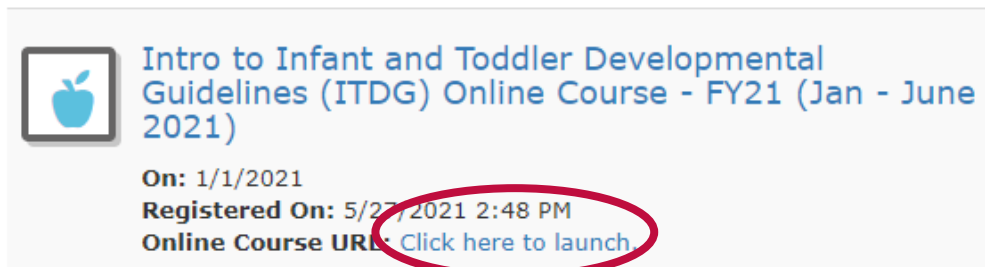 Intro to Infant and Toddler Developmental
Guidelines (ITDG) Online Course - FY21 (Jan - June
2021)
On: 1/1/2021
Registered On: 5/27/2021 2:48 PM
Online Course URL: Click here to launch.